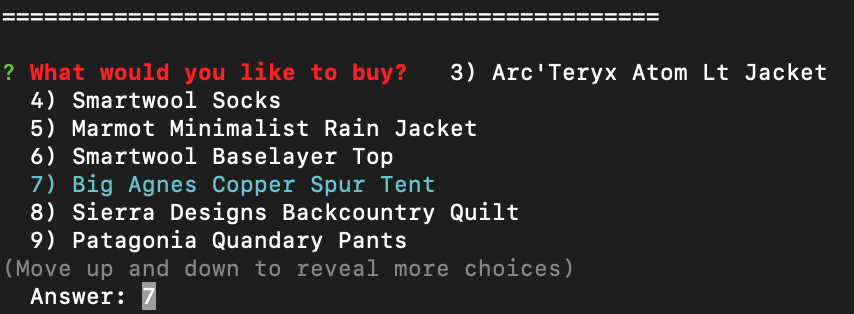 ===============================================
? What would you like to buy?   3) Arc'Teryx Atom Lt Jacket
  4) Smartwool Socks
  5) Marmot Minimalist Rain Jacket
  6) Smartwool Baselayer Top
  7) Big Agnes Copper Spur Tent
  8) Sierra Designs Backcountry Quilt
  9) Patagonia Quandary Pants
(Move up and down to reveal more choices)
  Answer: 7